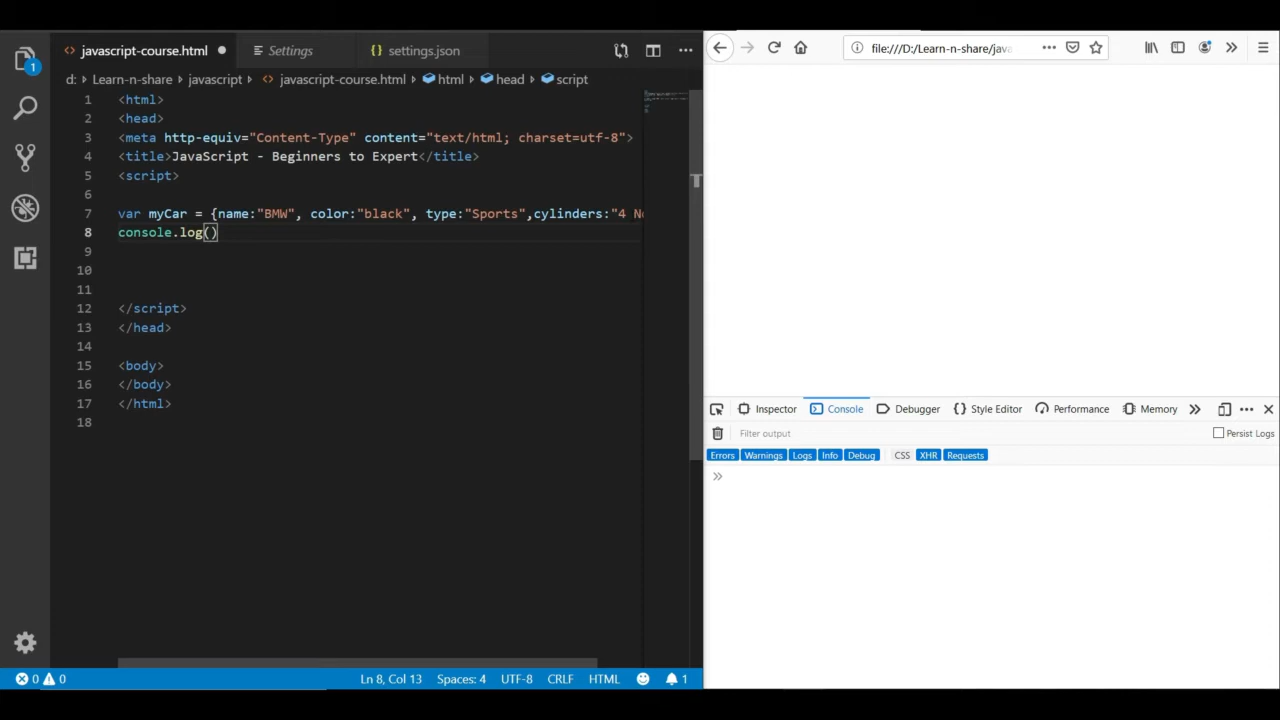 javascript-course.html Settings settings.json
d: Learn-n-share javascript javascript-course.html html head script
1 <html>
2 <head>
3 <meta http-equiv="Content-Type" content="text/html; charset=utf-8">
4 <title>JavaScript - Beginners to Expert</title>
5 <script>
6
7 var myCar = {name:"BMW", color:"black", type:"Sports",cylinders:"4 No
8 console.log()
9
10
11
12 </script>
13 </head>
14
15 <body>
16 </body>
17 </html>
18
1
0 0 Ln 8, Col 13 Spaces: 4 UTF-8 CRLF HTML 1
file:///D:/Learn-n-share/java
Inspector Console Debugger Style Editor Performance Memory
Filter output Persist Logs
Errors Warnings Logs Info Debug CSS XHR Requests